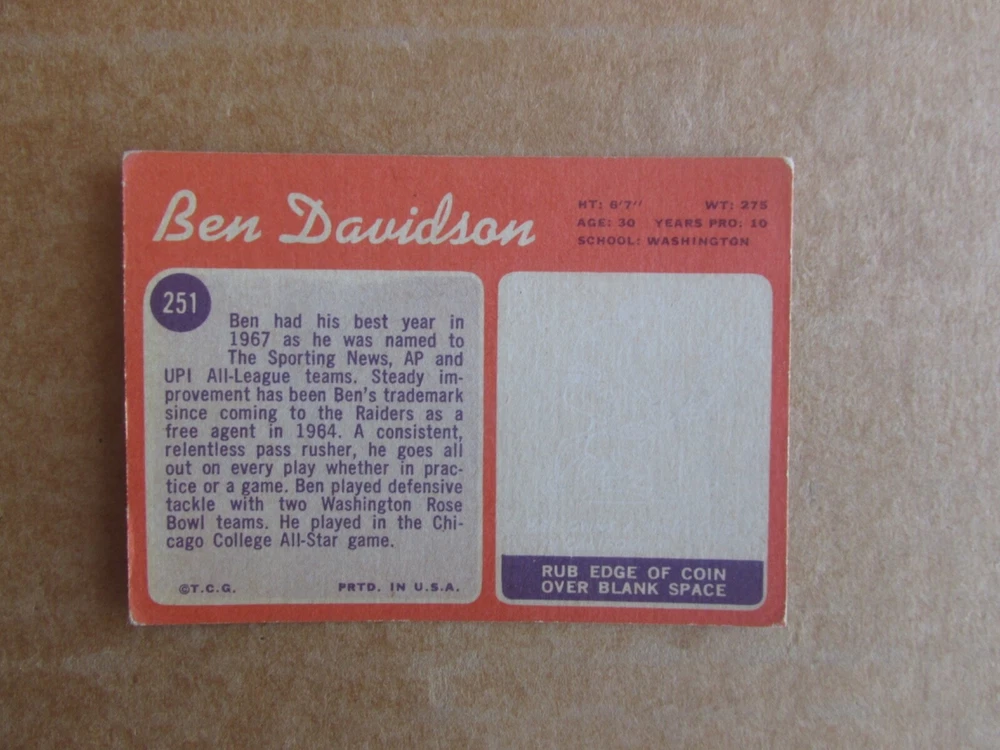 Ben Davidson
HT: 6'7'' WT: 275
AGE: 30 YEARS PRO: 10
SCHOOL: WASHINGTON
251
Ben had his best year in
1967 as he was named to
The Sporting News, AP and
UPI All-League teams. Steady im-
provement has been Ben's trademark
since coming to the Raiders as a
free agent in 1964. A consistent,
relentless pass rusher, he goes all
out on every play whether in prac-
tice or a game. Ben played defensive
tackle with two Washington Rose
Bowl teams. He played in the Chi-
cago College All-Star game.
©T.C.G. PRTD. IN U.S.A.
RUB EDGE OF COIN
OVER BLANK SPACE